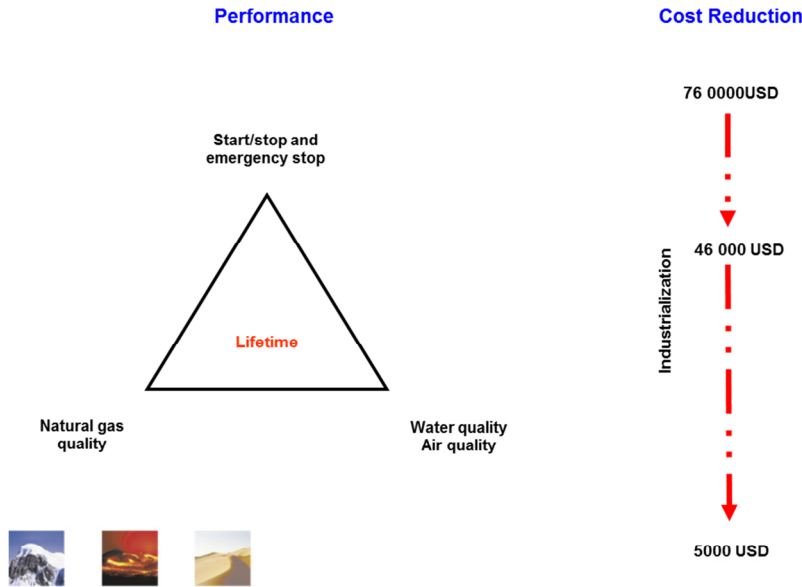 Performance
Cost Reduction
76 0000USD
Start/stop and
emergency stop
46 000 USD
Industrialization
Lifetime
Natural gas
quality
Water quality
Air quality
5000 USD